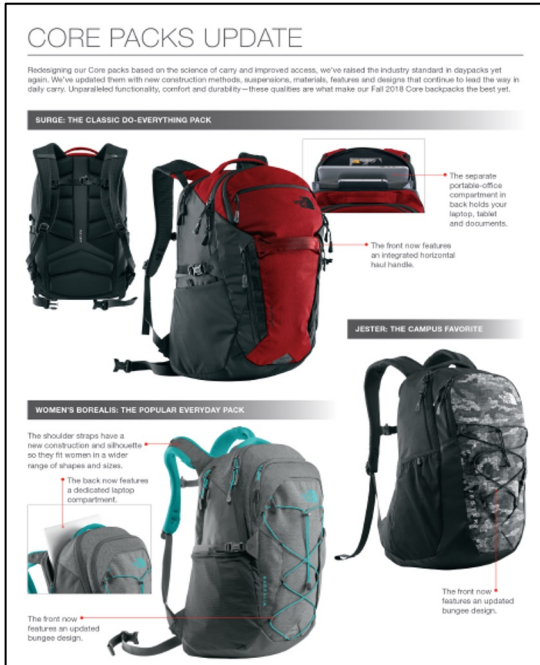 CORE PACKS UPDATE
Redesigning our Core packs based on the science of carry and improved access, we've raised the industry standard in daypacks yet
again. We've updated them with new construction methods, suspensions, materials, features and designs that continue to lead the way in
daily carry. Unparalleled functionality, comfort and durability—these qualities are what make our Fall 2018 Core backpacks the best yet.
SURGE: THE CLASSIC DO-EVERYTHING PACK
The separate
portable-office
compartment in
back holds your
laptop, tablet
and documents.
The front now features
an integrated horizontal
haul handle.
JESTER: THE CAMPUS FAVORITE
WOMEN'S BOREALIS: THE POPULAR EVERYDAY PACK
The shoulder straps have a
new construction and silhouette
so they fit women in a wider
range of shapes and sizes.
The back now features
a dedicated laptop
compartment.
The front now
features an updated
bungee design.
The front now
features an updated
bungee design.